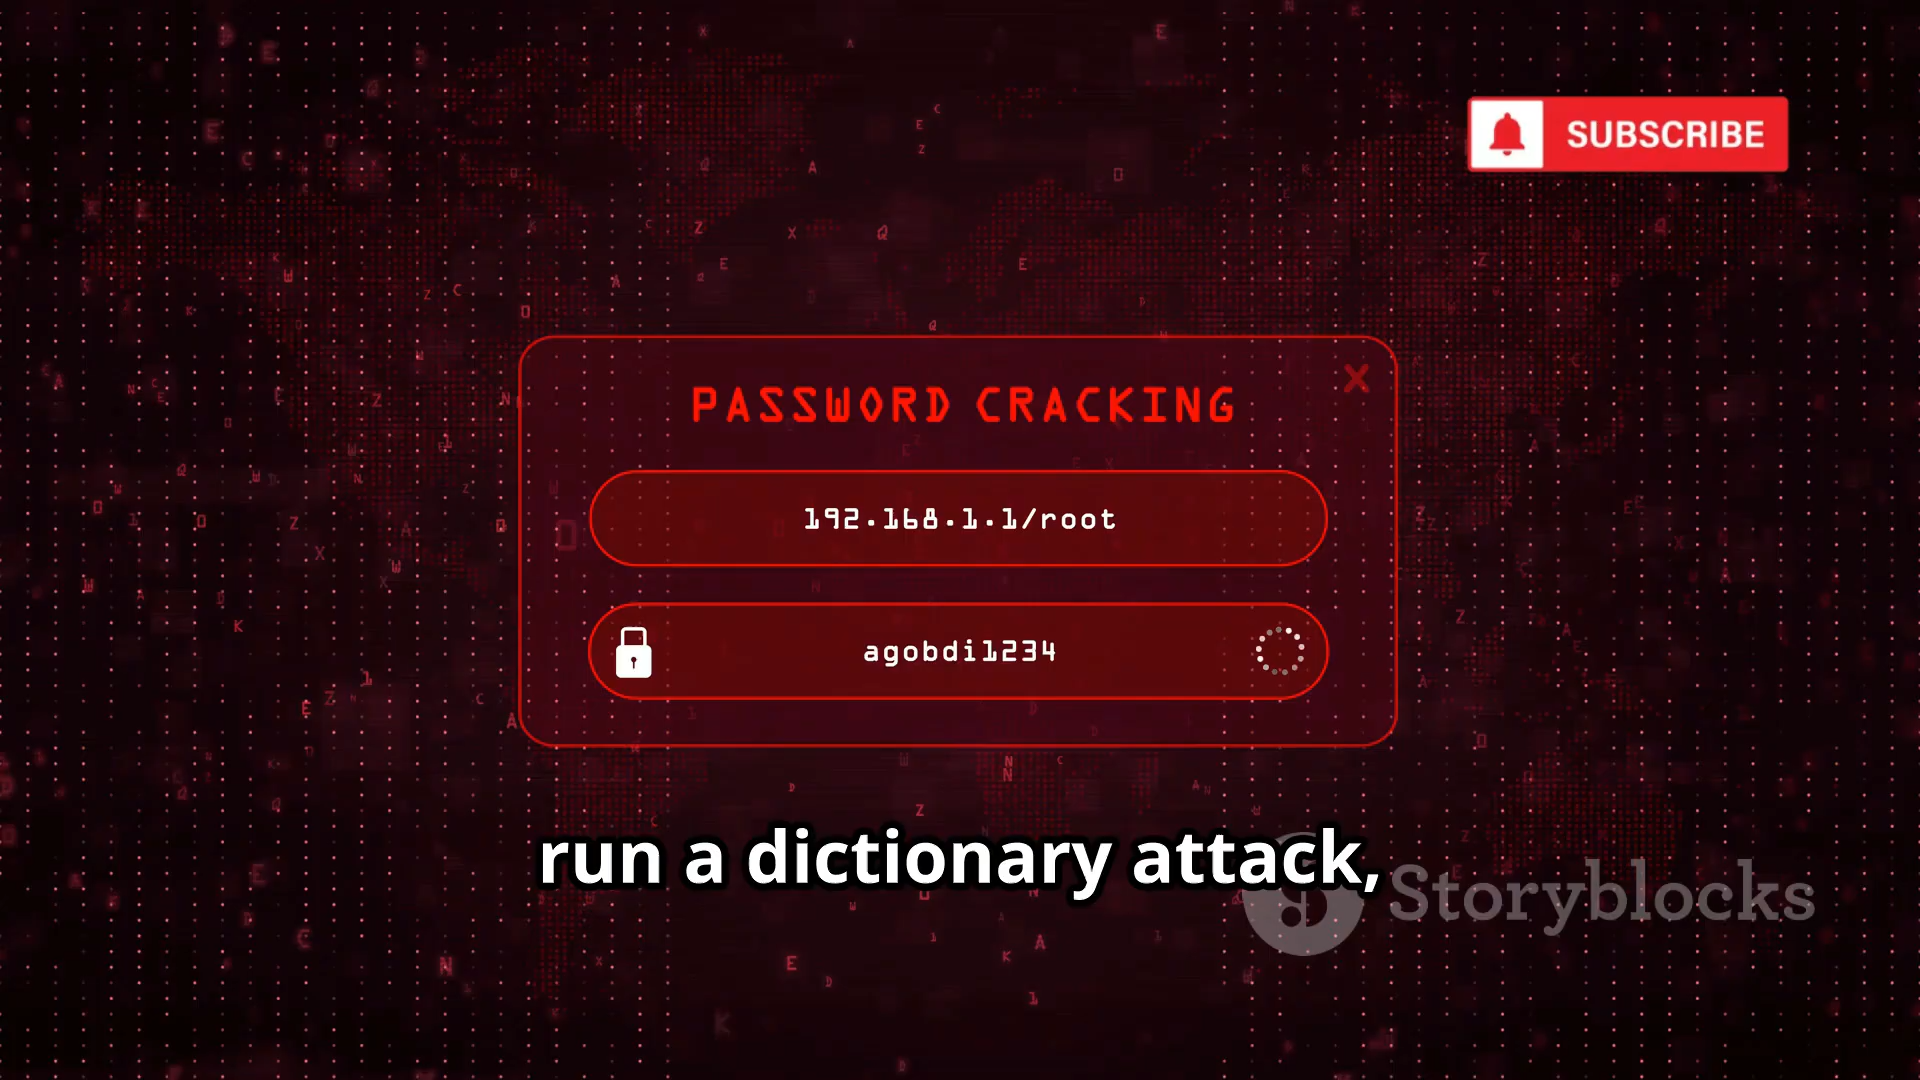 SUBSCRIBE
PASSWORD CRACKING
X
192.168.1.1/root
agobdi1234
run a dictionary attack,
Storyblocks